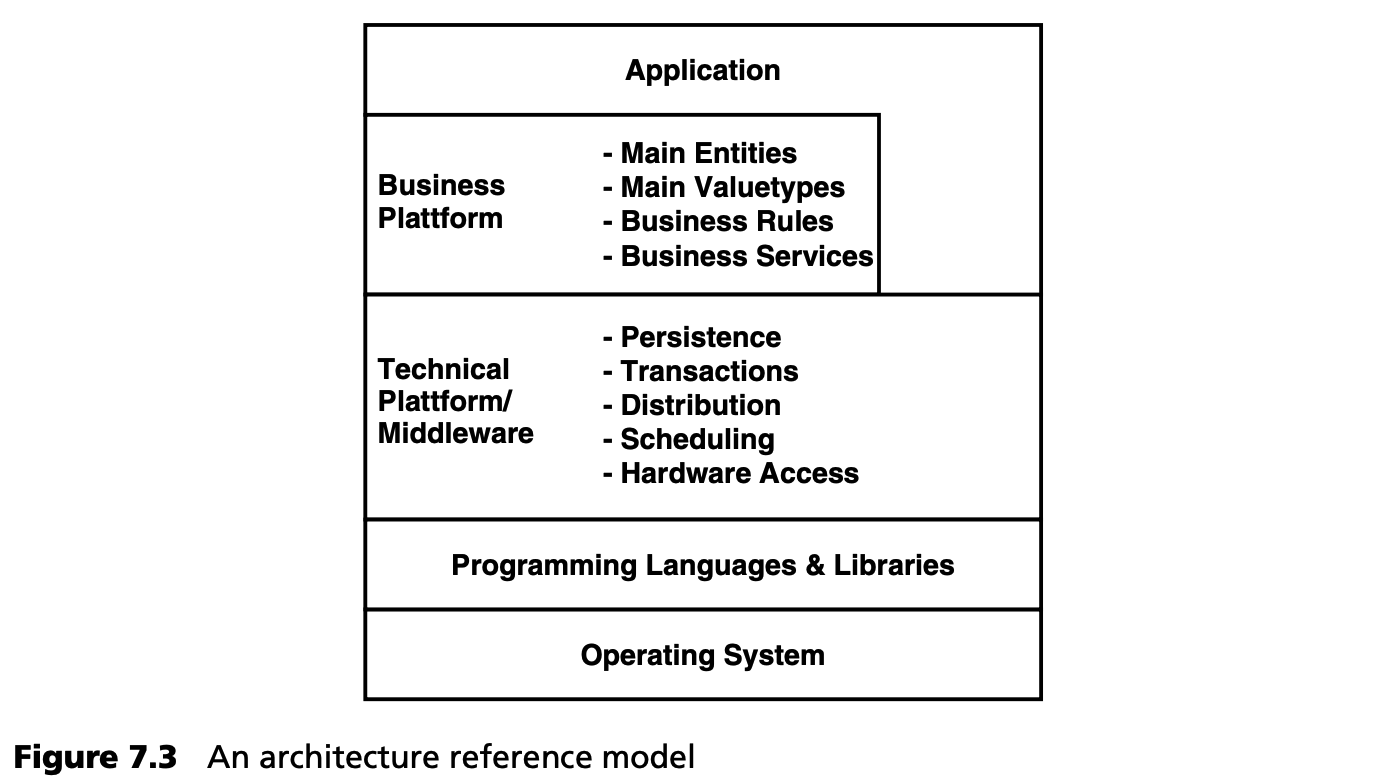 Application
Business
Plattform
- Main Entities
- Main Valuetypes
- Business Rules
- Business Services
Technical
Plattform/
Middleware
- Persistence
- Transactions
- Distribution
- Scheduling
- Hardware Access
Programming Languages & Libraries
Operating System
Figure 7.3 An architecture reference model